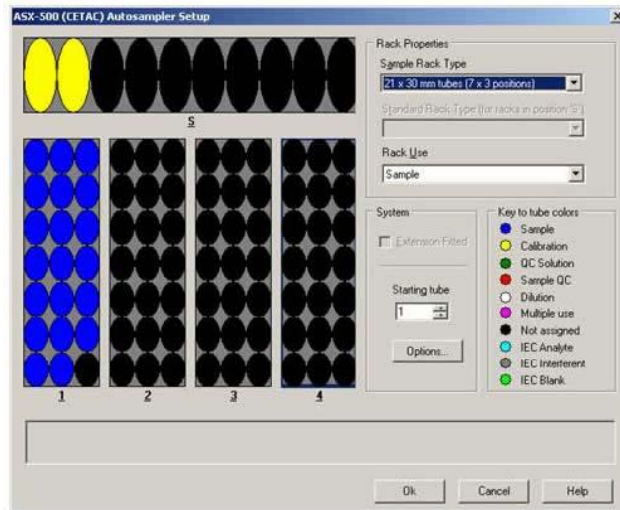 ASX-500 (CETAC) Autosampler Setup
S
1 2 3 4
Rack Properties
Sample Rack Type
21 x 30 mm tubes (7 x 3 positions)
Standard Rack Type (for racks in position 'S')
Rack Use
Sample
System
Extension Fitted
Starting tube
1
Options...
Key to tube colors
Sample
Calibration
QC Solution
Sample QC
Dilution
Multiple use
Not assigned
IEC Analyte
IEC Interferent
IEC Blank
Ok Cancel Help